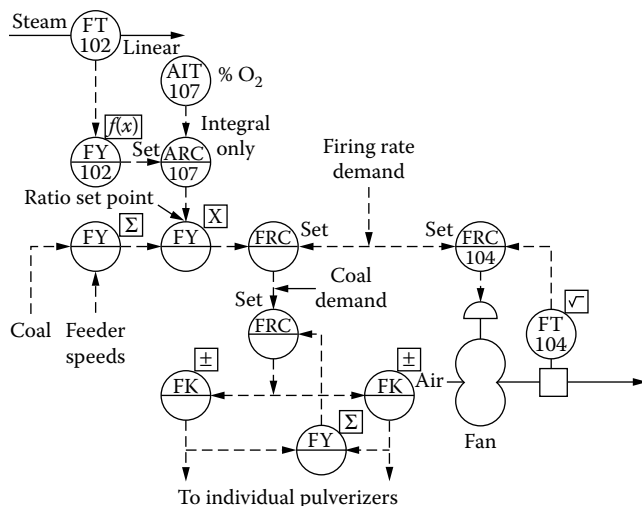 Steam
FT
102
Linear
AIT
107
% O₂
f(x)
Integral
only
FY
102
Set
ARC
107
Firing rate
demand
Ratio set point
X
Σ
FY
FY
FRC
Set
Set
FRC
104
Coal
demand
Set
√
FT
104
Coal
Feeder
speeds
FRC
±
±
FK
FK
Air
Σ
FY
Fan
To individual pulverizers